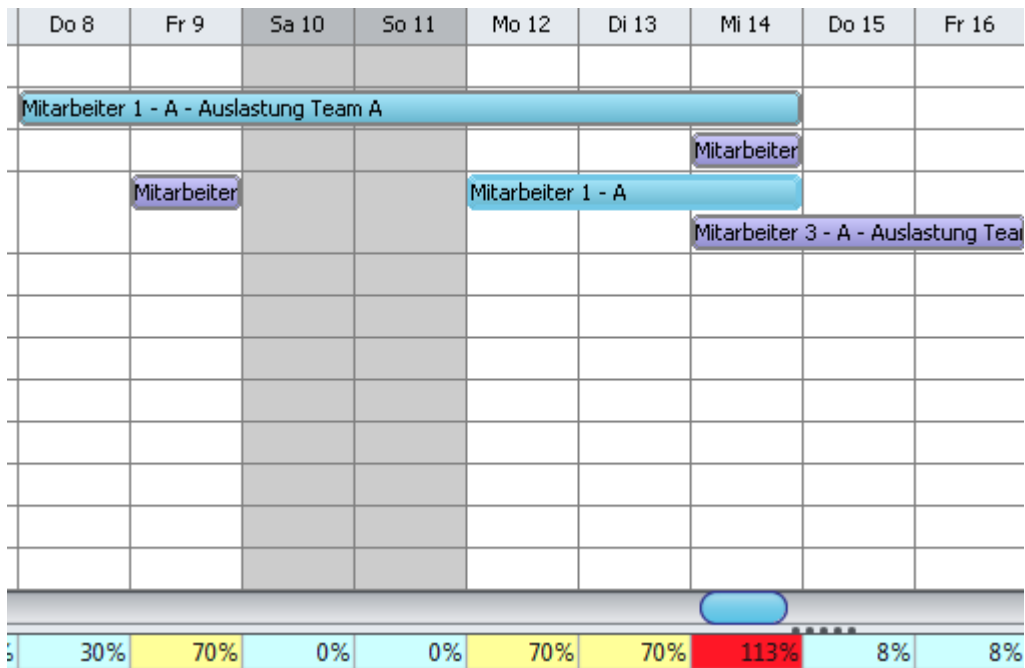 Do 8 Fr 9 Sa 10 So 11 Mo 12 Di 13 Mi 14 Do 15 Fr 16
Mitarbeiter 1 - A - Auslastung Team A
Mitarbeiter
Mitarbeiter Mitarbeiter 1 - A
Mitarbeiter 3 - A - Auslastung Tea
30% 70% 0% 0% 70% 70% 113% 8% 8%